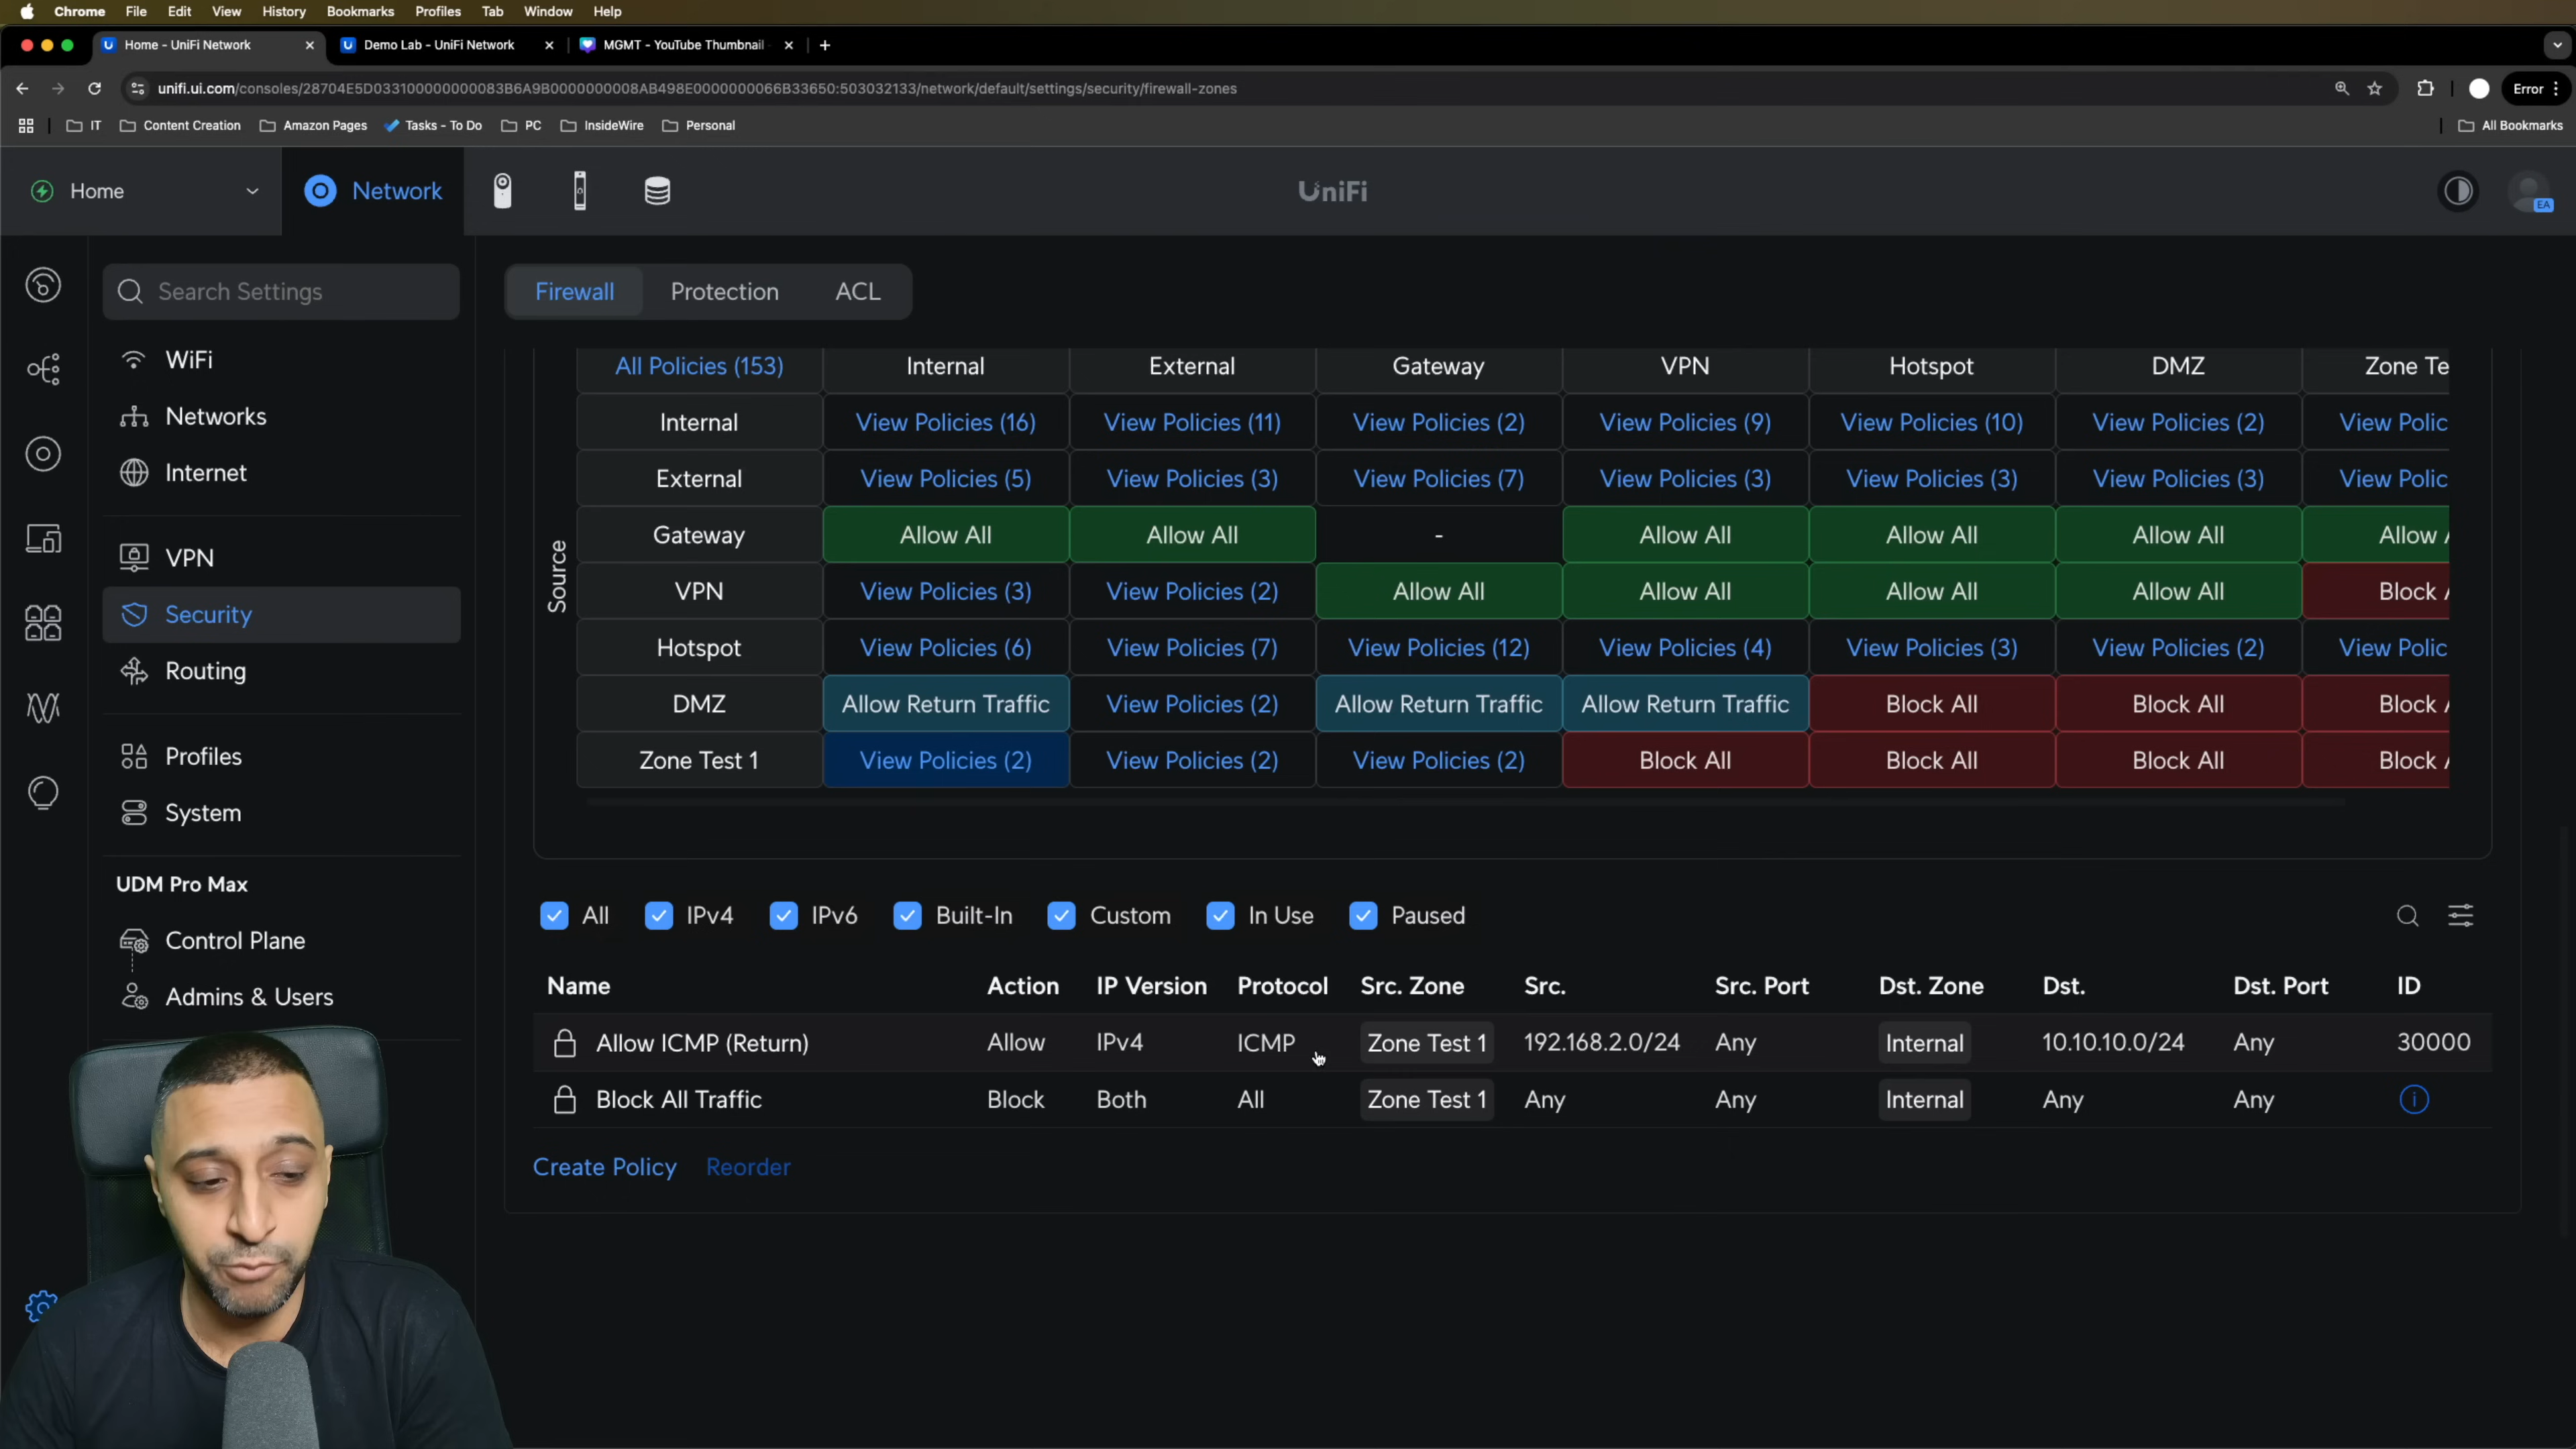 Chrome File Edit View History Bookmarks Profiles Tab Window Help
Home - UniFi Network Demo Lab - UniFi Network MGMT - YouTube Thumbnail
unifi.ui.com/consoles/28704E5D0331000000000083B6A9B0000000008AB498E0000000066B33650:503032133/network/default/settings/security/firewall-zones Error
IT Content Creation Amazon Pages Tasks - To Do PC InsideWire Personal All Bookmarks
Home Network UniFi EA
Search Settings
WiFi
Networks
Internet
VPN
Security
Routing
Profiles
System
UDM Pro Max
Control Plane
Admins & Users
Firewall Protection ACL
All Policies (153) Internal External Gateway VPN Hotspot DMZ Zone Te
Source
Internal View Policies (16) View Policies (11) View Policies (2) View Policies (9) View Policies (10) View Policies (2) View Polic
External View Policies (5) View Policies (3) View Policies (7) View Policies (3) View Policies (3) View Policies (3) View Polic
Gateway Allow All Allow All - Allow All Allow All Allow All Allow A
VPN View Policies (3) View Policies (2) Allow All Allow All Allow All Allow All Block A
Hotspot View Policies (6) View Policies (7) View Policies (12) View Policies (4) View Policies (3) View Policies (2) View Polic
DMZ Allow Return Traffic View Policies (2) Allow Return Traffic Allow Return Traffic Block All Block All Block A
Zone Test 1 View Policies (2) View Policies (2) View Policies (2) Block All Block All Block All Block A
All IPv4 IPv6 Built-In Custom In Use Paused
Name Action IP Version Protocol Src. Zone Src. Src. Port Dst. Zone Dst. Dst. Port ID
Allow ICMP (Return) Allow IPv4 ICMP Zone Test 1 192.168.2.0/24 Any Internal 10.10.10.0/24 Any 30000
Block All Traffic Block Both All Zone Test 1 Any Any Internal Any Any
Create Policy Reorder